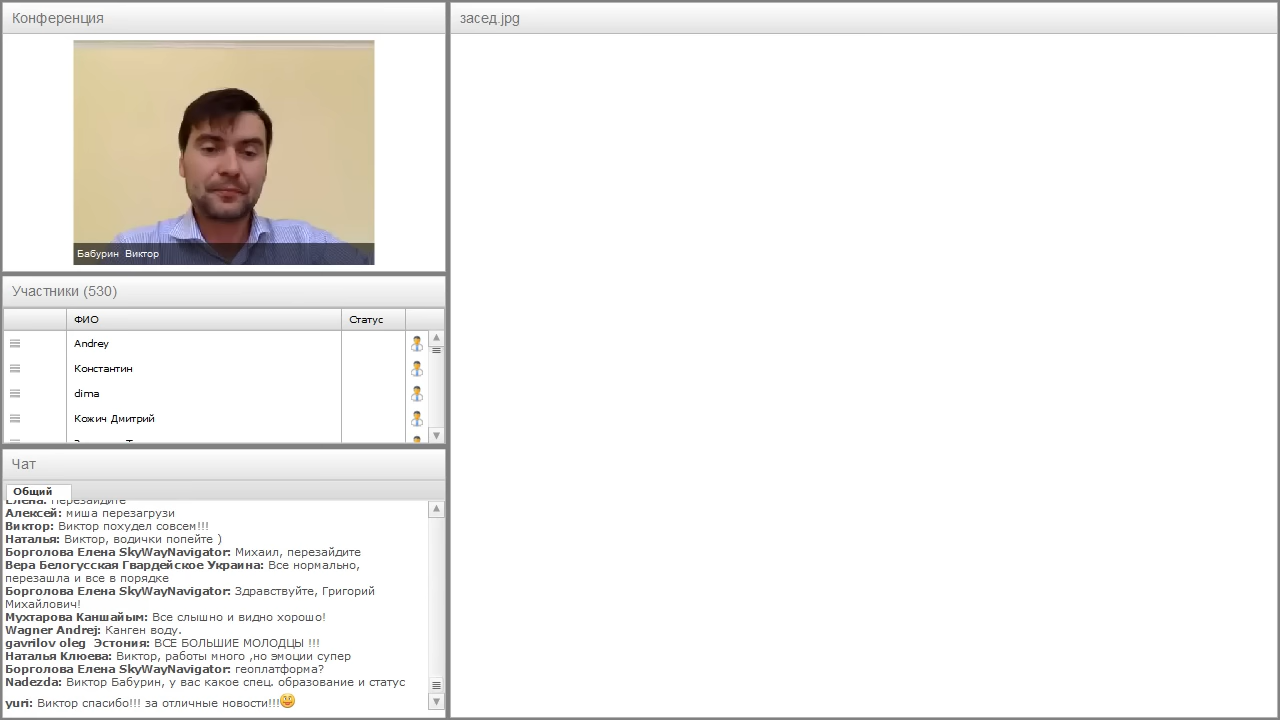 Конференция
засед.jpg
Бабурин Виктор
Участники (530)
ФИО Статус
Andrey
Константин
dima
Кожич Дмитрий
Чат
Общий
Елена: Перезайдите
Алексей: миша перезагрузи
Виктор: Виктор похудел совсем!!!
Наталья: Виктор, водички попейте )
Борголова Елена SkyWayNavigator: Михаил, перезайдите
Вера Белогусская Гвардейское Украина: Все нормально,
перезашла и все в порядке
Борголова Елена SkyWayNavigator: Здравствуйте, Григорий
Михайлович!
Мухтарова Каншайым: Все слышно и видно хорошо!
Wagner Andrej: Канген воду.
gavrilov oleg Эстония: ВСЕ БОЛЬШИЕ МОЛОДЦЫ !!!
Наталья Клюева: Виктор, работы много ,но эмоции супер
Борголова Елена SkyWayNavigator: геоплатформа?
Nadezda: Виктор Бабурин, у вас какое спец. образование и статус
yuri: Виктор спасибо!!! за отличные новости!!!